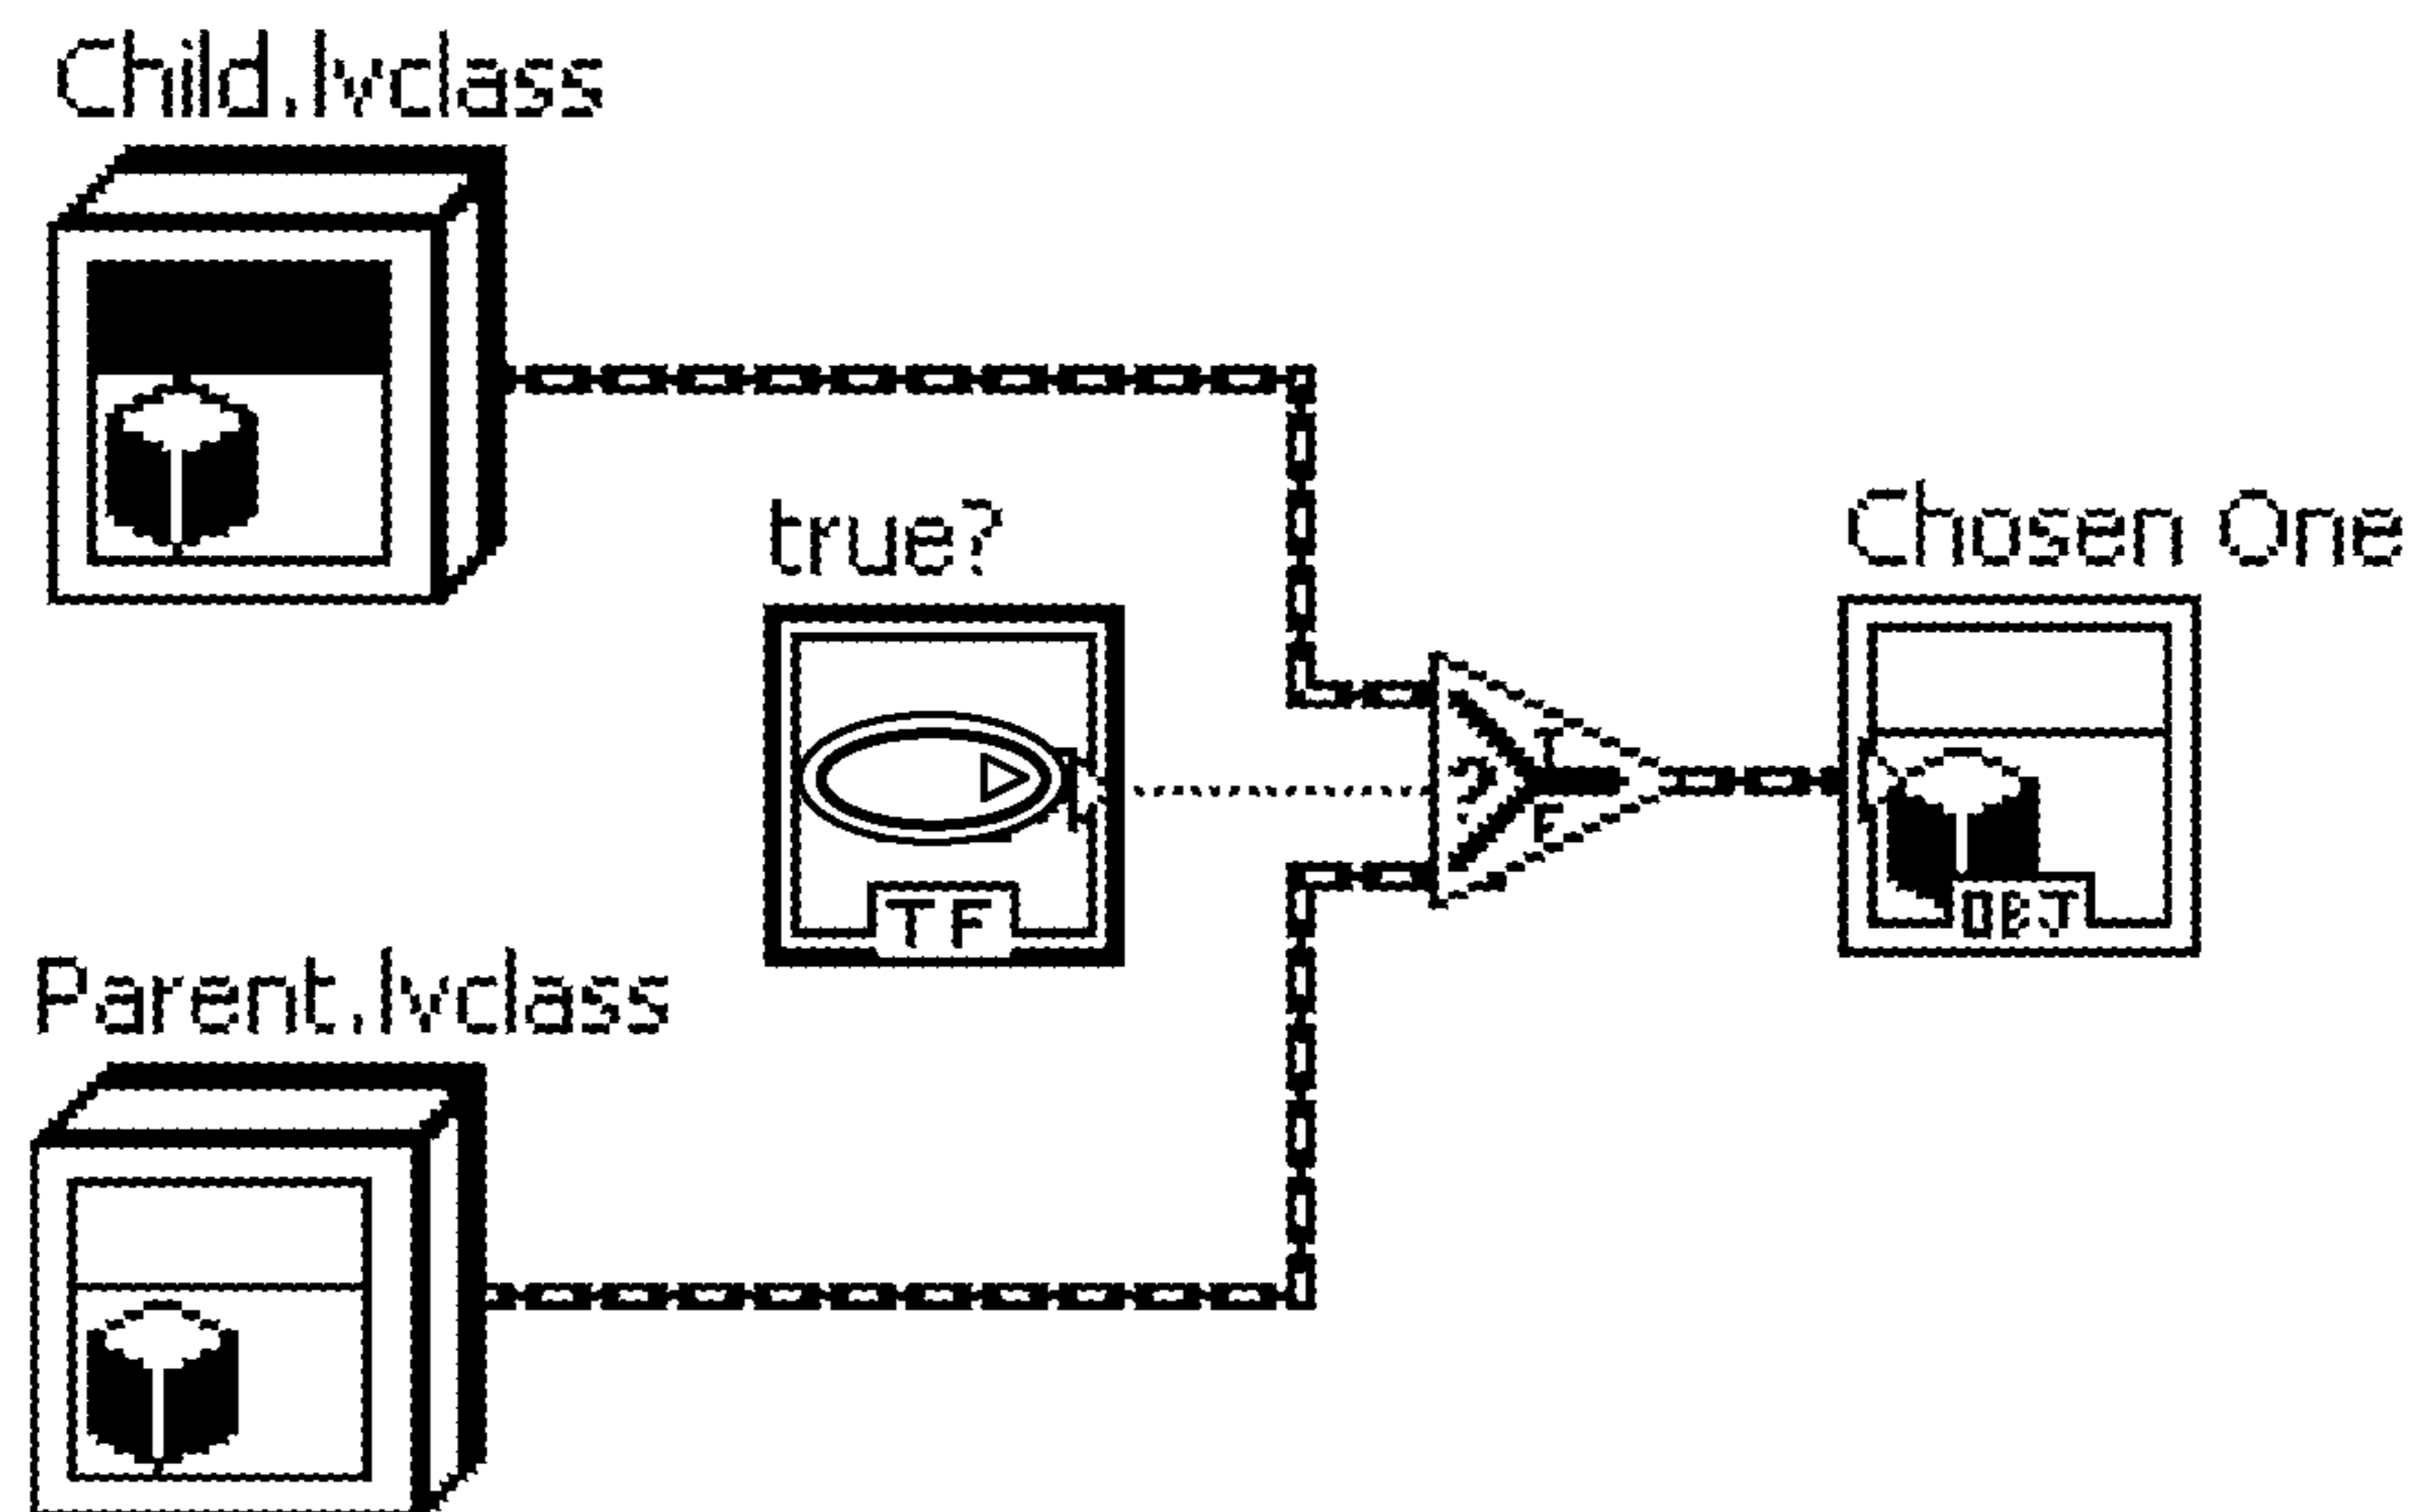 Child.lvclass
true?
Chosen One
?
T
F
TF
OBJ
Parent.lvclass